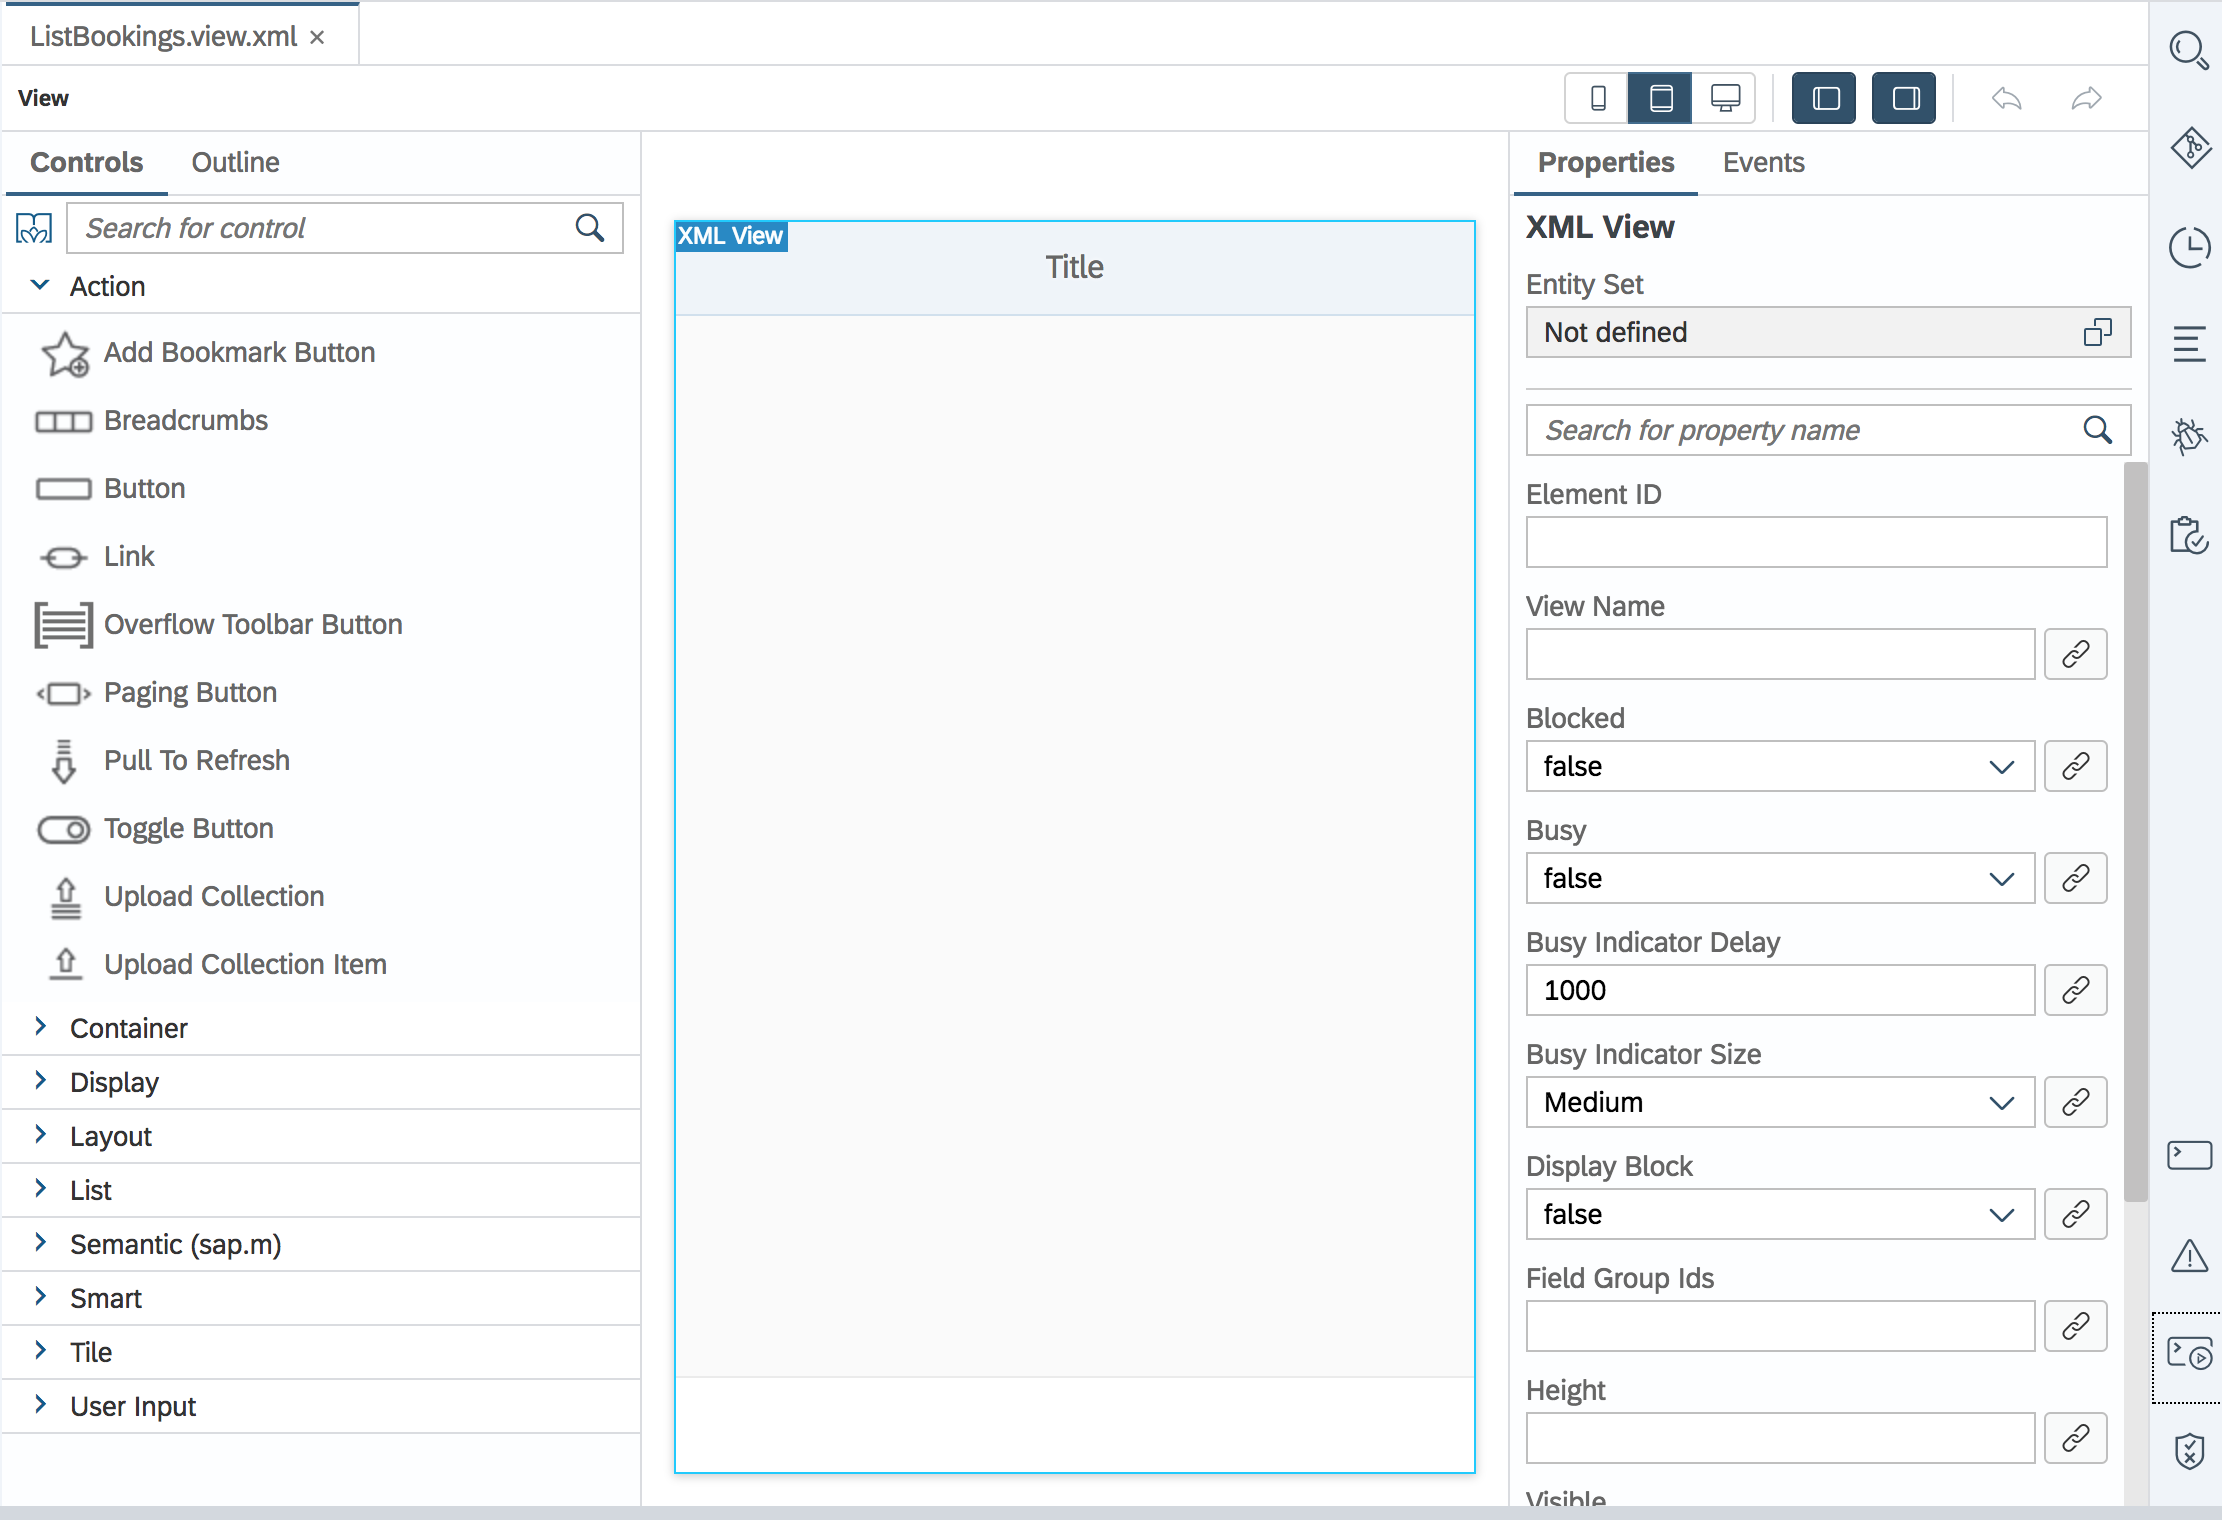 ListBookings.view.xml ×
View
Controls Outline
Search for control
Action
Add Bookmark Button
Breadcrumbs
Button
Link
Overflow Toolbar Button
Paging Button
Pull To Refresh
Toggle Button
Upload Collection
Upload Collection Item
Container
Display
Layout
List
Semantic (sap.m)
Smart
Tile
User Input
XML View
Title
Properties Events
XML View
Entity Set
Not defined
Search for property name
Element ID
View Name
Blocked
false
Busy
false
Busy Indicator Delay
1000
Busy Indicator Size
Medium
Display Block
false
Field Group Ids
Height
Visible